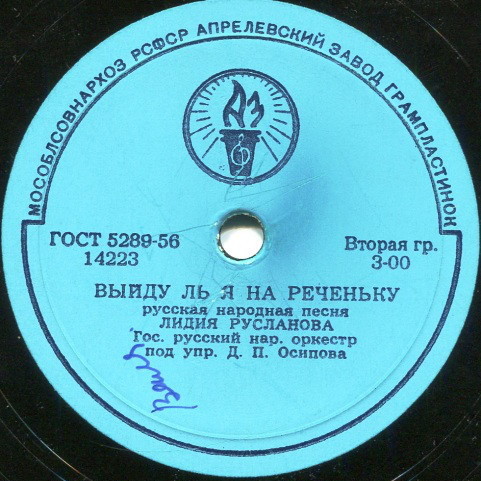 МОСОБЛСОВНАРХОЗ РСФСР АПРЕЛЕВСКИЙ ЗАВОД ГРАМПЛАСТИНОК
АЗ
ГОСТ 5289-56
14223
Вторая гр.
3-00
ВЫЙДУ ЛЬ Я НА РЕЧЕНЬКУ
русская народная песня
ЛИДИЯ РУСЛАНОВА
Гос. русский нар. оркестр
под упр. Д. П. Осипова